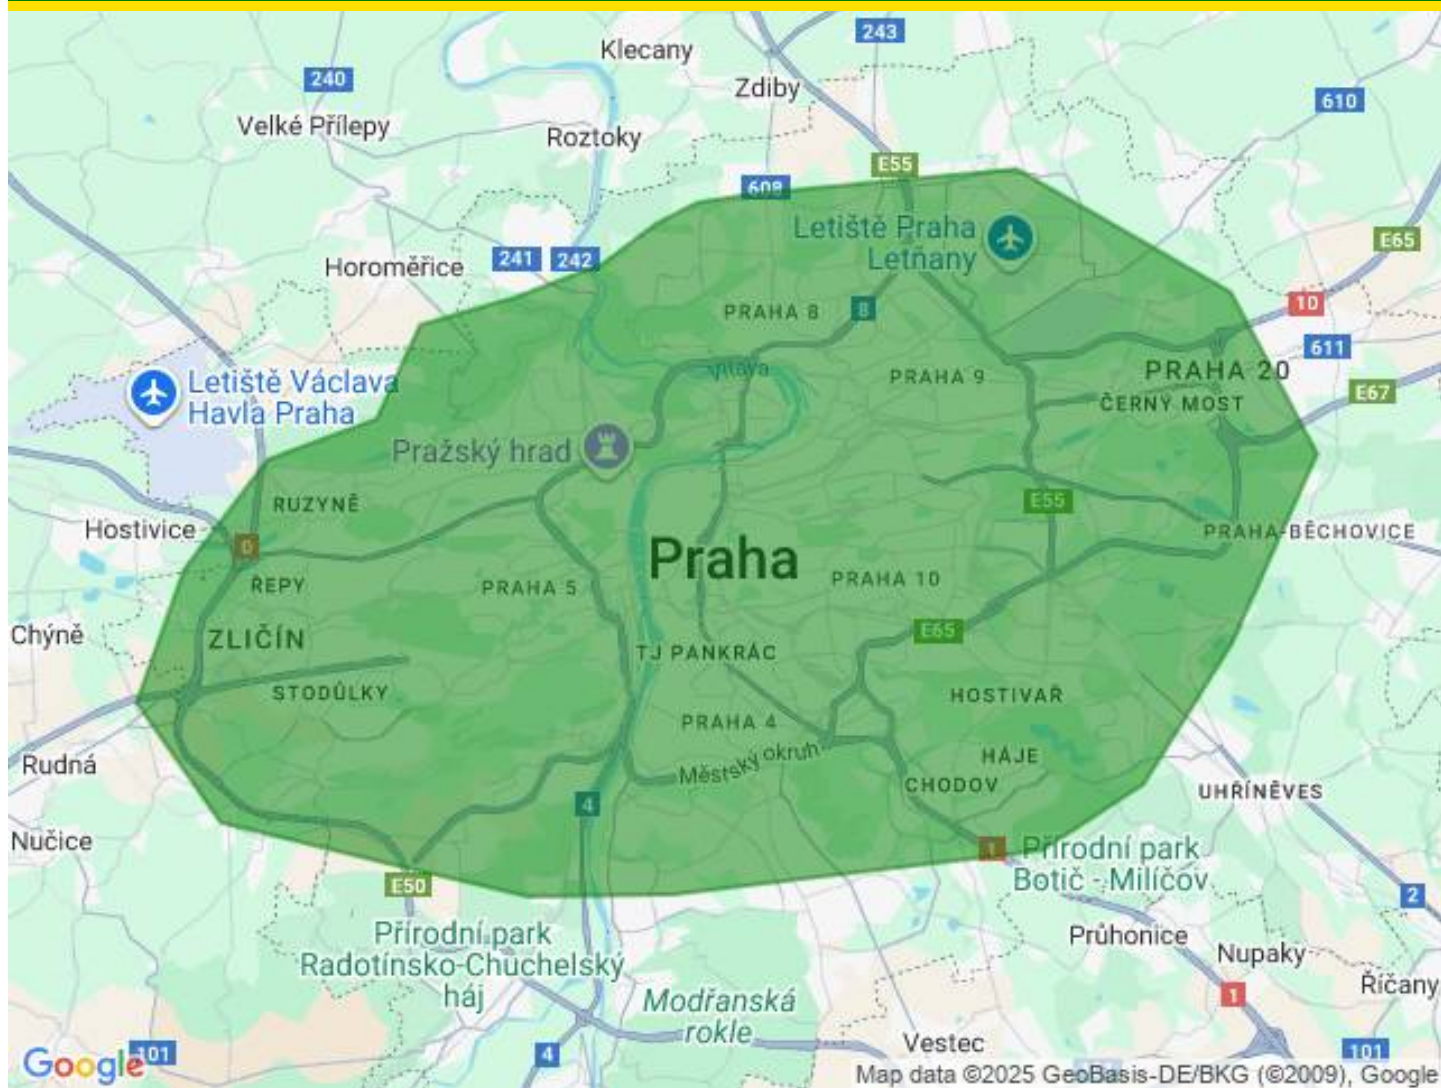 Klecany
243
240
Zdiby
610
Velké Přílepy
Roztoky
E55
608
Letiště Praha
Letňany
E65
241
242
Horoměřice
10
PRAHA 8
8
611
Letiště Václava
Havla Praha
Vltava
PRAHA 9
PRAHA 20
E67
ČERNÝ MOST
Pražský hrad
RUZYNĚ
E55
Hostivice
PRAHA-BĚCHOVICE
0
Praha
ŘEPY
PRAHA 5
PRAHA 10
Chýně
ZLIČÍN
E65
TJ PANKRÁC
STODŮLKY
HOSTIVAŘ
PRAHA 4
Městský okruh
HÁJE
Rudná
CHODOV
UHŘÍNĚVES
4
Nučice
1
Přírodní park
Botič - Milíčov
E50
2
Přírodní park
Radotínsko-Chuchelský
háj
Průhonice
Nupaky
Říčany
1
Modřanská
rokle
Vestec
4
101
101
Google
Map data ©2025 GeoBasis-DE/BKG (©2009), Google